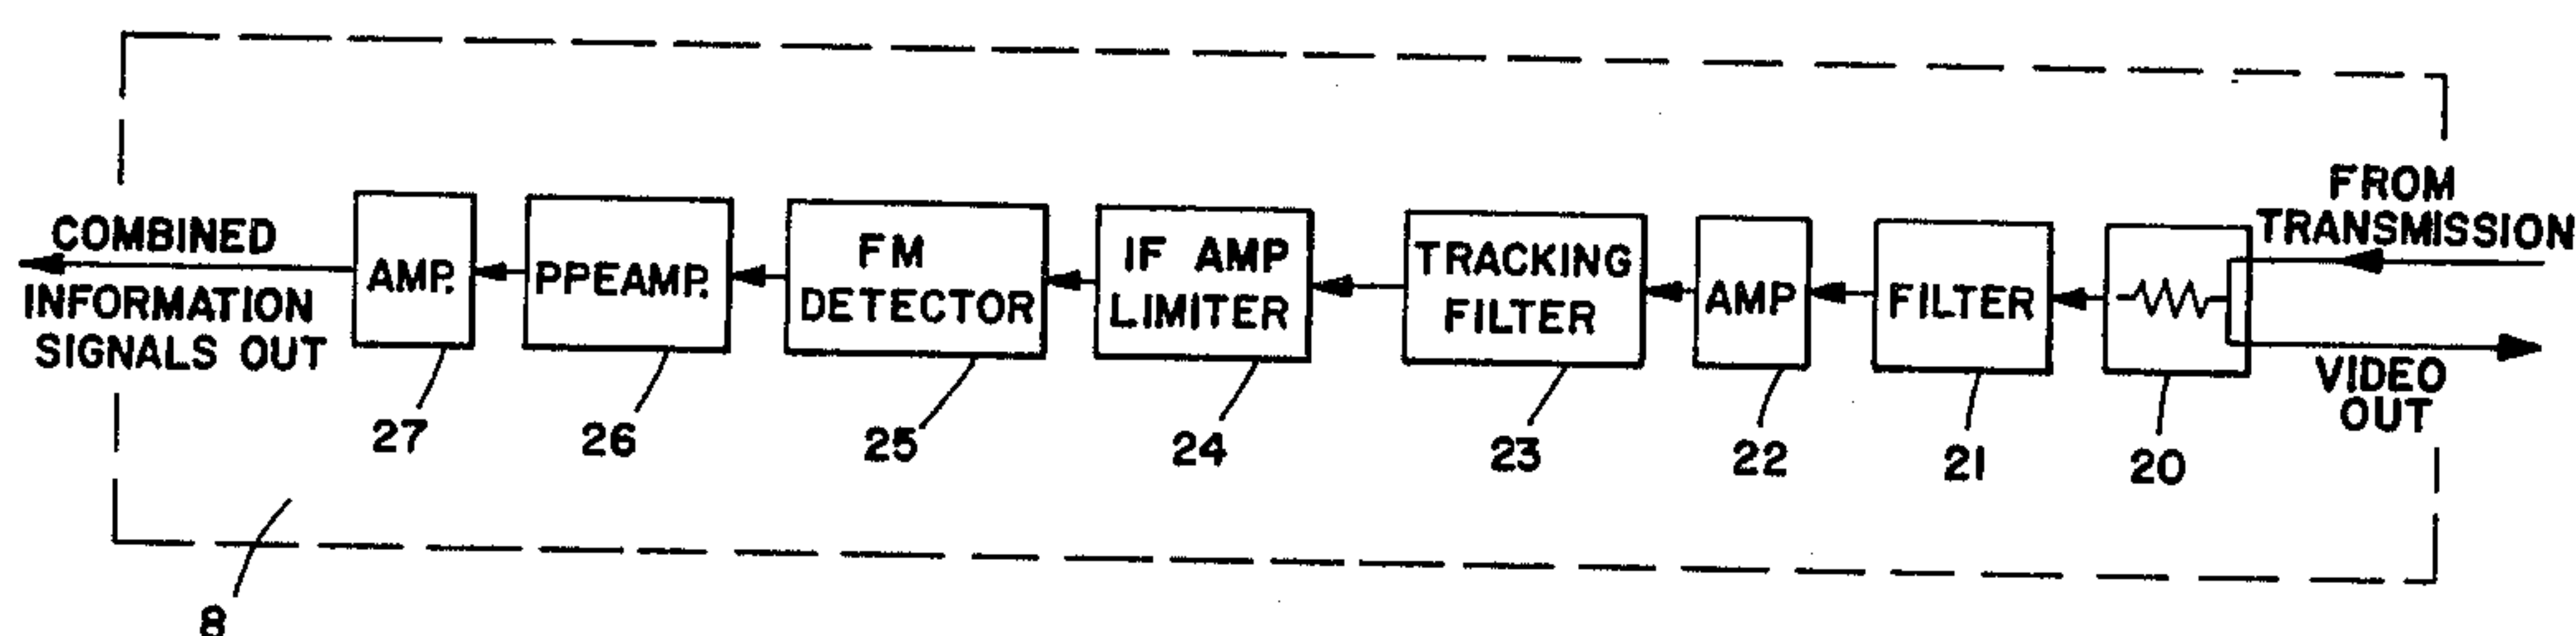 COMBINED
INFORMATION
SIGNALS OUT
AMP.
PPEAMP.
FM
DETECTOR
IF AMP
LIMITER
TRACKING
FILTER
AMP
FILTER
FROM
TRANSMISSION
VIDEO
OUT
27
26
25
24
23
22
21
20
8